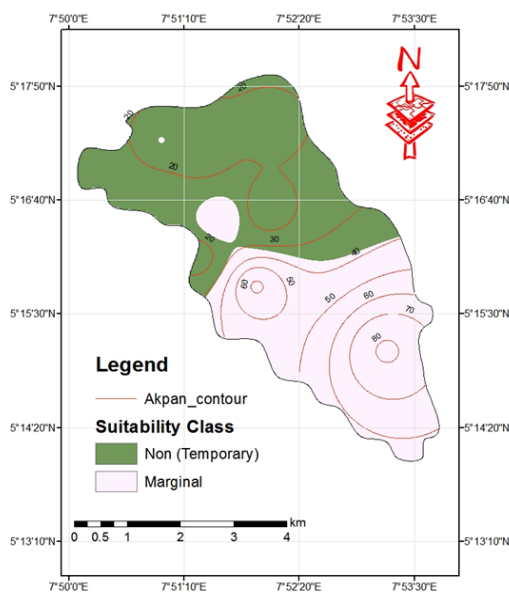 7°50'0"E 7°51'10"E 7°52'20"E 7°53'30"E
N
5°17'50"N 5°17'50"N
20
20
20
5°16'40"N 5°16'40"N
20
30
40
60
50
50
60
70
80
5°15'30"N 5°15'30"N
Legend
Akpan_contour
Suitability Class
Non (Temporary)
Marginal
5°14'20"N 5°14'20"N
km
0 0.5 1 2 3 4
5°13'10"N 5°13'10"N
7°50'0"E 7°51'10"E 7°52'20"E 7°53'30"E